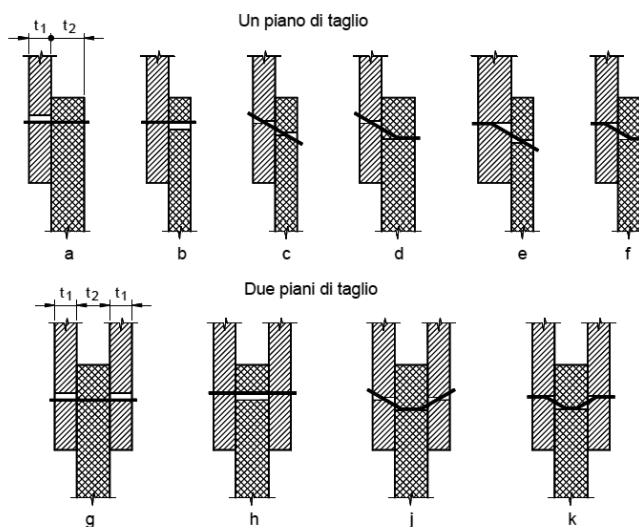 Un piano di taglio
t1 t2
a b c d e f
Due piani di taglio
t1 t2 t1
g h j k